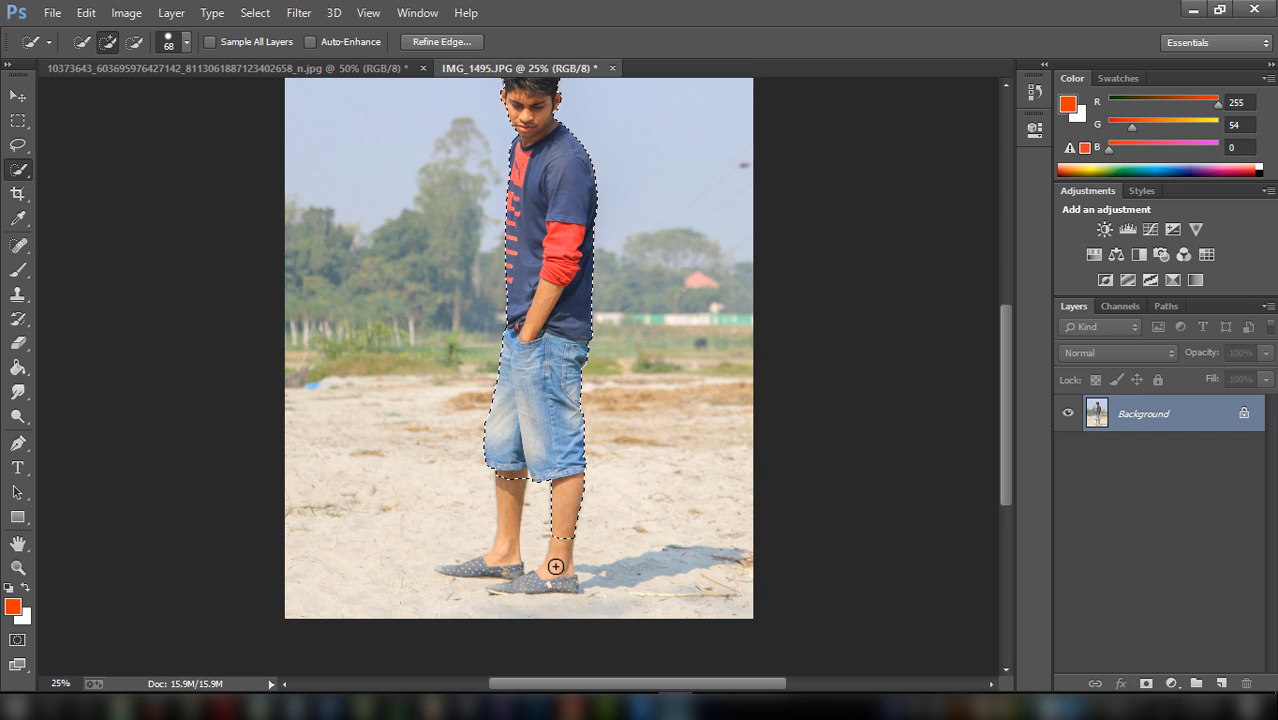 Ps File Edit Image Layer Type Select Filter 3D View Window Help
68 Sample All Layers Auto-Enhance Refine Edge... Essentials
10373643_603695976427142_8113061887123402658_n.jpg @ 50% (RGB/8) * × IMG_1495.JPG @ 25% (RGB/8) * ×
Color Swatches
R 255
G 54
B 0
Adjustments Styles
Add an adjustment
Layers Channels Paths
Kind T
Normal Opacity: 100%
Lock: Fill: 100%
Background
T
25% Doc: 15.9M/15.9M
fx